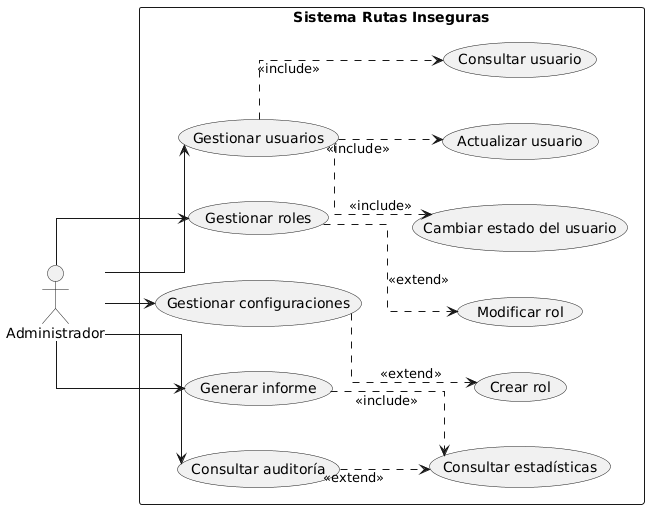 Sistema Rutas Inseguras
Consultar usuario
«include»
Gestionar usuarios
Actualizar usuario
«include»
«include»
Gestionar roles
Cambiar estado del usuario
«extend»
Gestionar configuraciones
Modificar rol
Administrador
«extend»
Generar informe
Crear rol
«include»
Consultar auditoría
Consultar estadísticas
«extend»